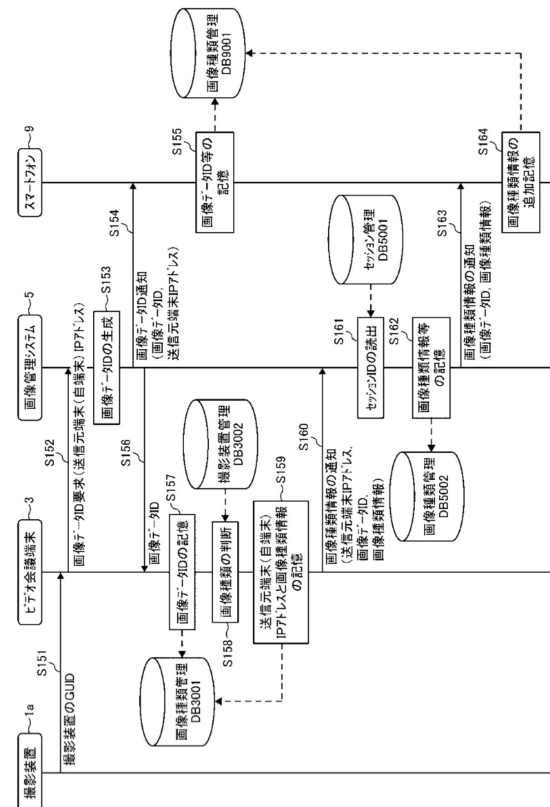 撮影装置
1a
ビデオ会議端末
3
画像管理システム
5
スマートフォン
9
S151
撮影装置のGUID
S152
画像データID要求(送信元端末(自端末)IPアドレス)
S153
画像データIDの生成
S154
画像データID通知
(画像データID,
送信元端末IPアドレス)
S155
画像データID等の
記憶
画像種類管理
DB9001
S156
画像データID
S157
画像データIDの記憶
撮影装置管理
DB3002
画像種類の判断
S158
画像種類管理
DB3001
S159
送信元端末(自端末)
IPアドレスと画像種類情報
の記憶
S160
画像種類情報の通知
(送信元端末IPアドレス,
画像データID,
画像種類情報)
セッション管理
DB5001
S161
セッションIDの読出
S162
画像種類情報等
の記憶
画像種類管理
DB5002
S163
画像種類情報の通知
(画像データID, 画像種類情報)
S164
画像種類情報の
追加記憶